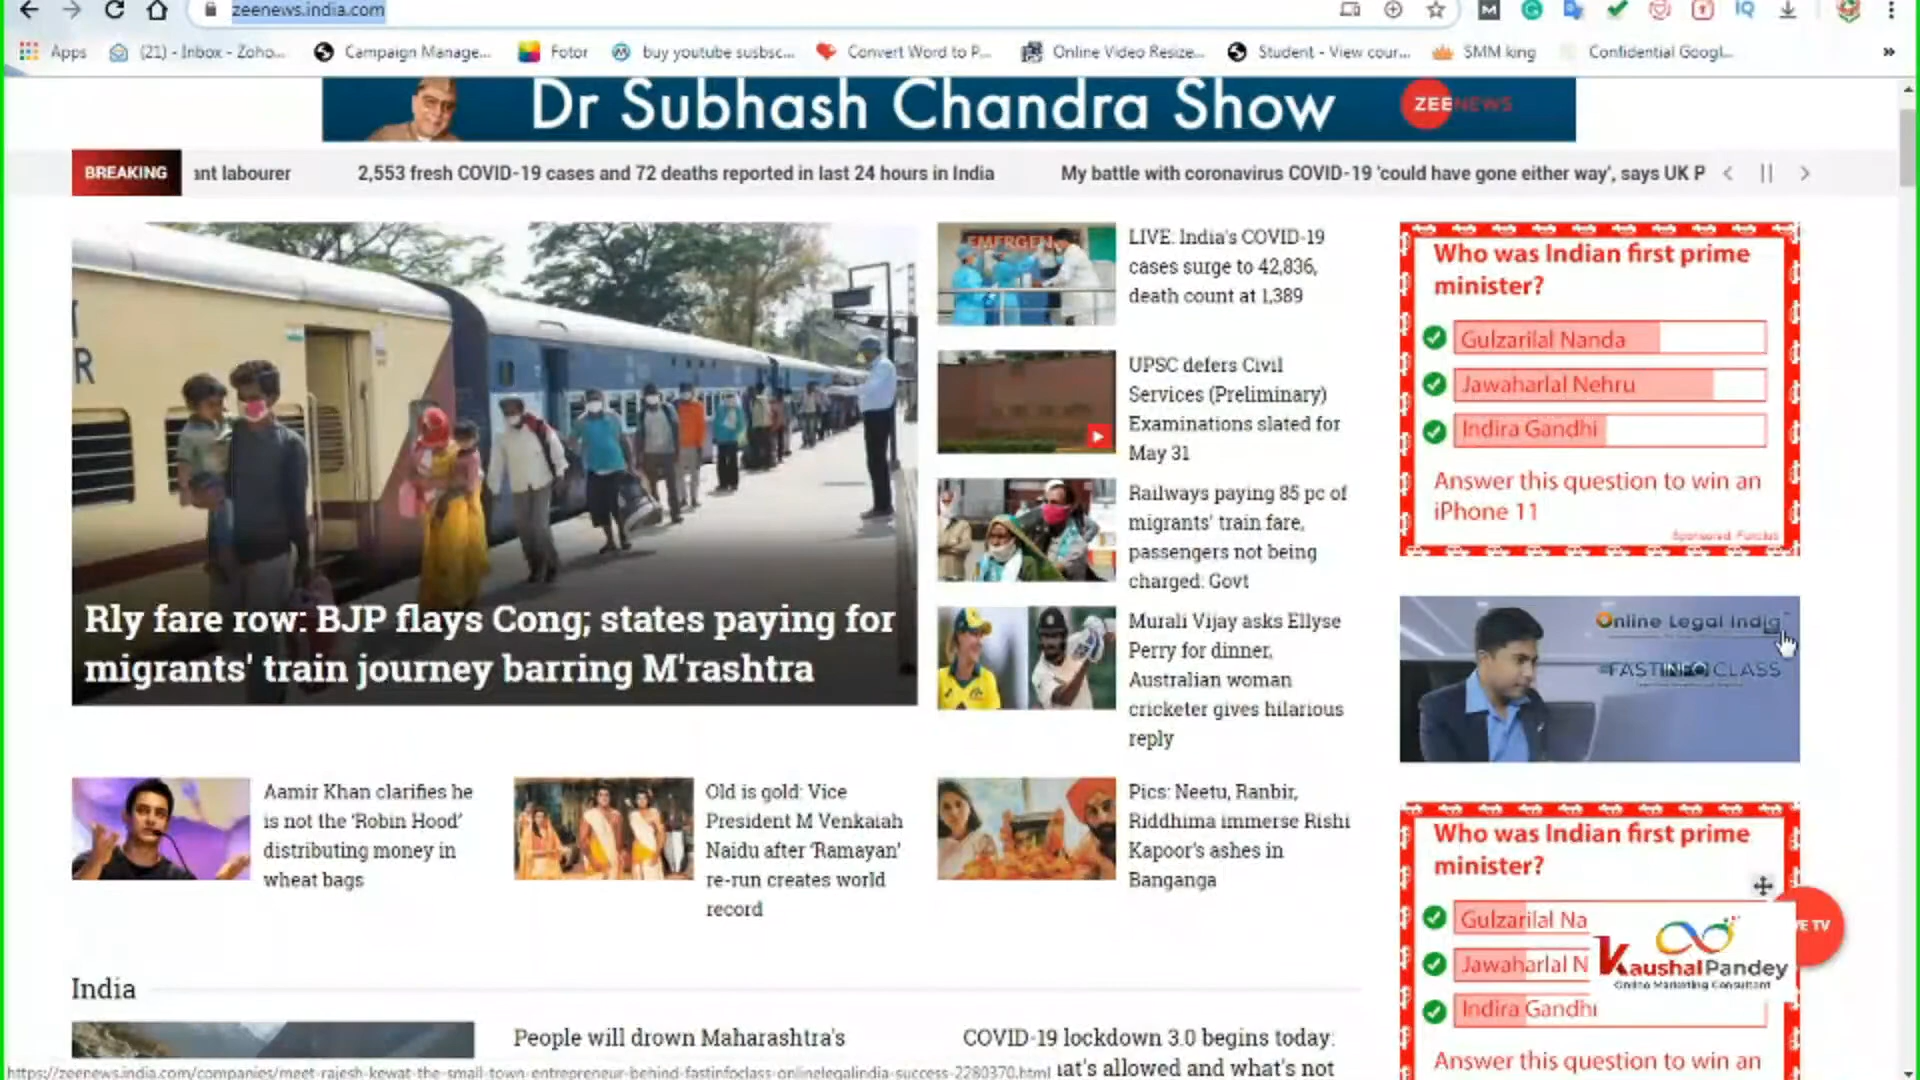 zeenews.india.com
Apps
(21) - Inbox - Zoho...
Campaign Manage...
Fotor
buy youtube susbsc...
Convert Word to P...
Online Video Resize...
Student - View cour...
SMM king
Confidential Googl...
»
Dr Subhash Chandra Show
ZEE NEWS
BREAKING
ant labourer
2,553 fresh COVID-19 cases and 72 deaths reported in last 24 hours in India
My battle with coronavirus COVID-19 'could have gone either way', says UK P
EMERGEN
Rly fare row: BJP flays Cong; states paying for
migrants' train journey barring M'rashtra
LIVE: India's COVID-19
cases surge to 42,836,
death count at 1,389
UPSC defers Civil
Services (Preliminary)
Examinations slated for
May 31
Railways paying 85 pc of
migrants' train fare,
passengers not being
charged: Govt
Murali Vijay asks Ellyse
Perry for dinner,
Australian woman
cricketer gives hilarious
reply
Who was Indian first prime
minister?
Gulzarilal Nanda
Jawaharlal Nehru
Indira Gandhi
Answer this question to win an
iPhone 11
Sponsored: Funclub
Online Legal India
#FASTINFO CLASS
Aamir Khan clarifies he
is not the ‘Robin Hood’
distributing money in
wheat bags
Old is gold: Vice
President M Venkaiah
Naidu after ‘Ramayan’
re-run creates world
record
Pics: Neetu, Ranbir,
Riddhima immerse Rishi
Kapoor's ashes in
Banganga
Who was Indian first prime
minister?
Gulzarilal Na
Jawaharlal N
Indira Gandhi
Answer this question to win an
VE TV
KaushalPandey
Online Marketing Consultant
India
People will drown Maharashtra's
COVID-19 lockdown 3.0 begins today:
at's allowed and what's not
https://zeenews.india.com/companies/meet-rajesh-kewat-the-small-town-entrepreneur-behind-fastinfoclass-onlinelegalindia-success-2280370.html